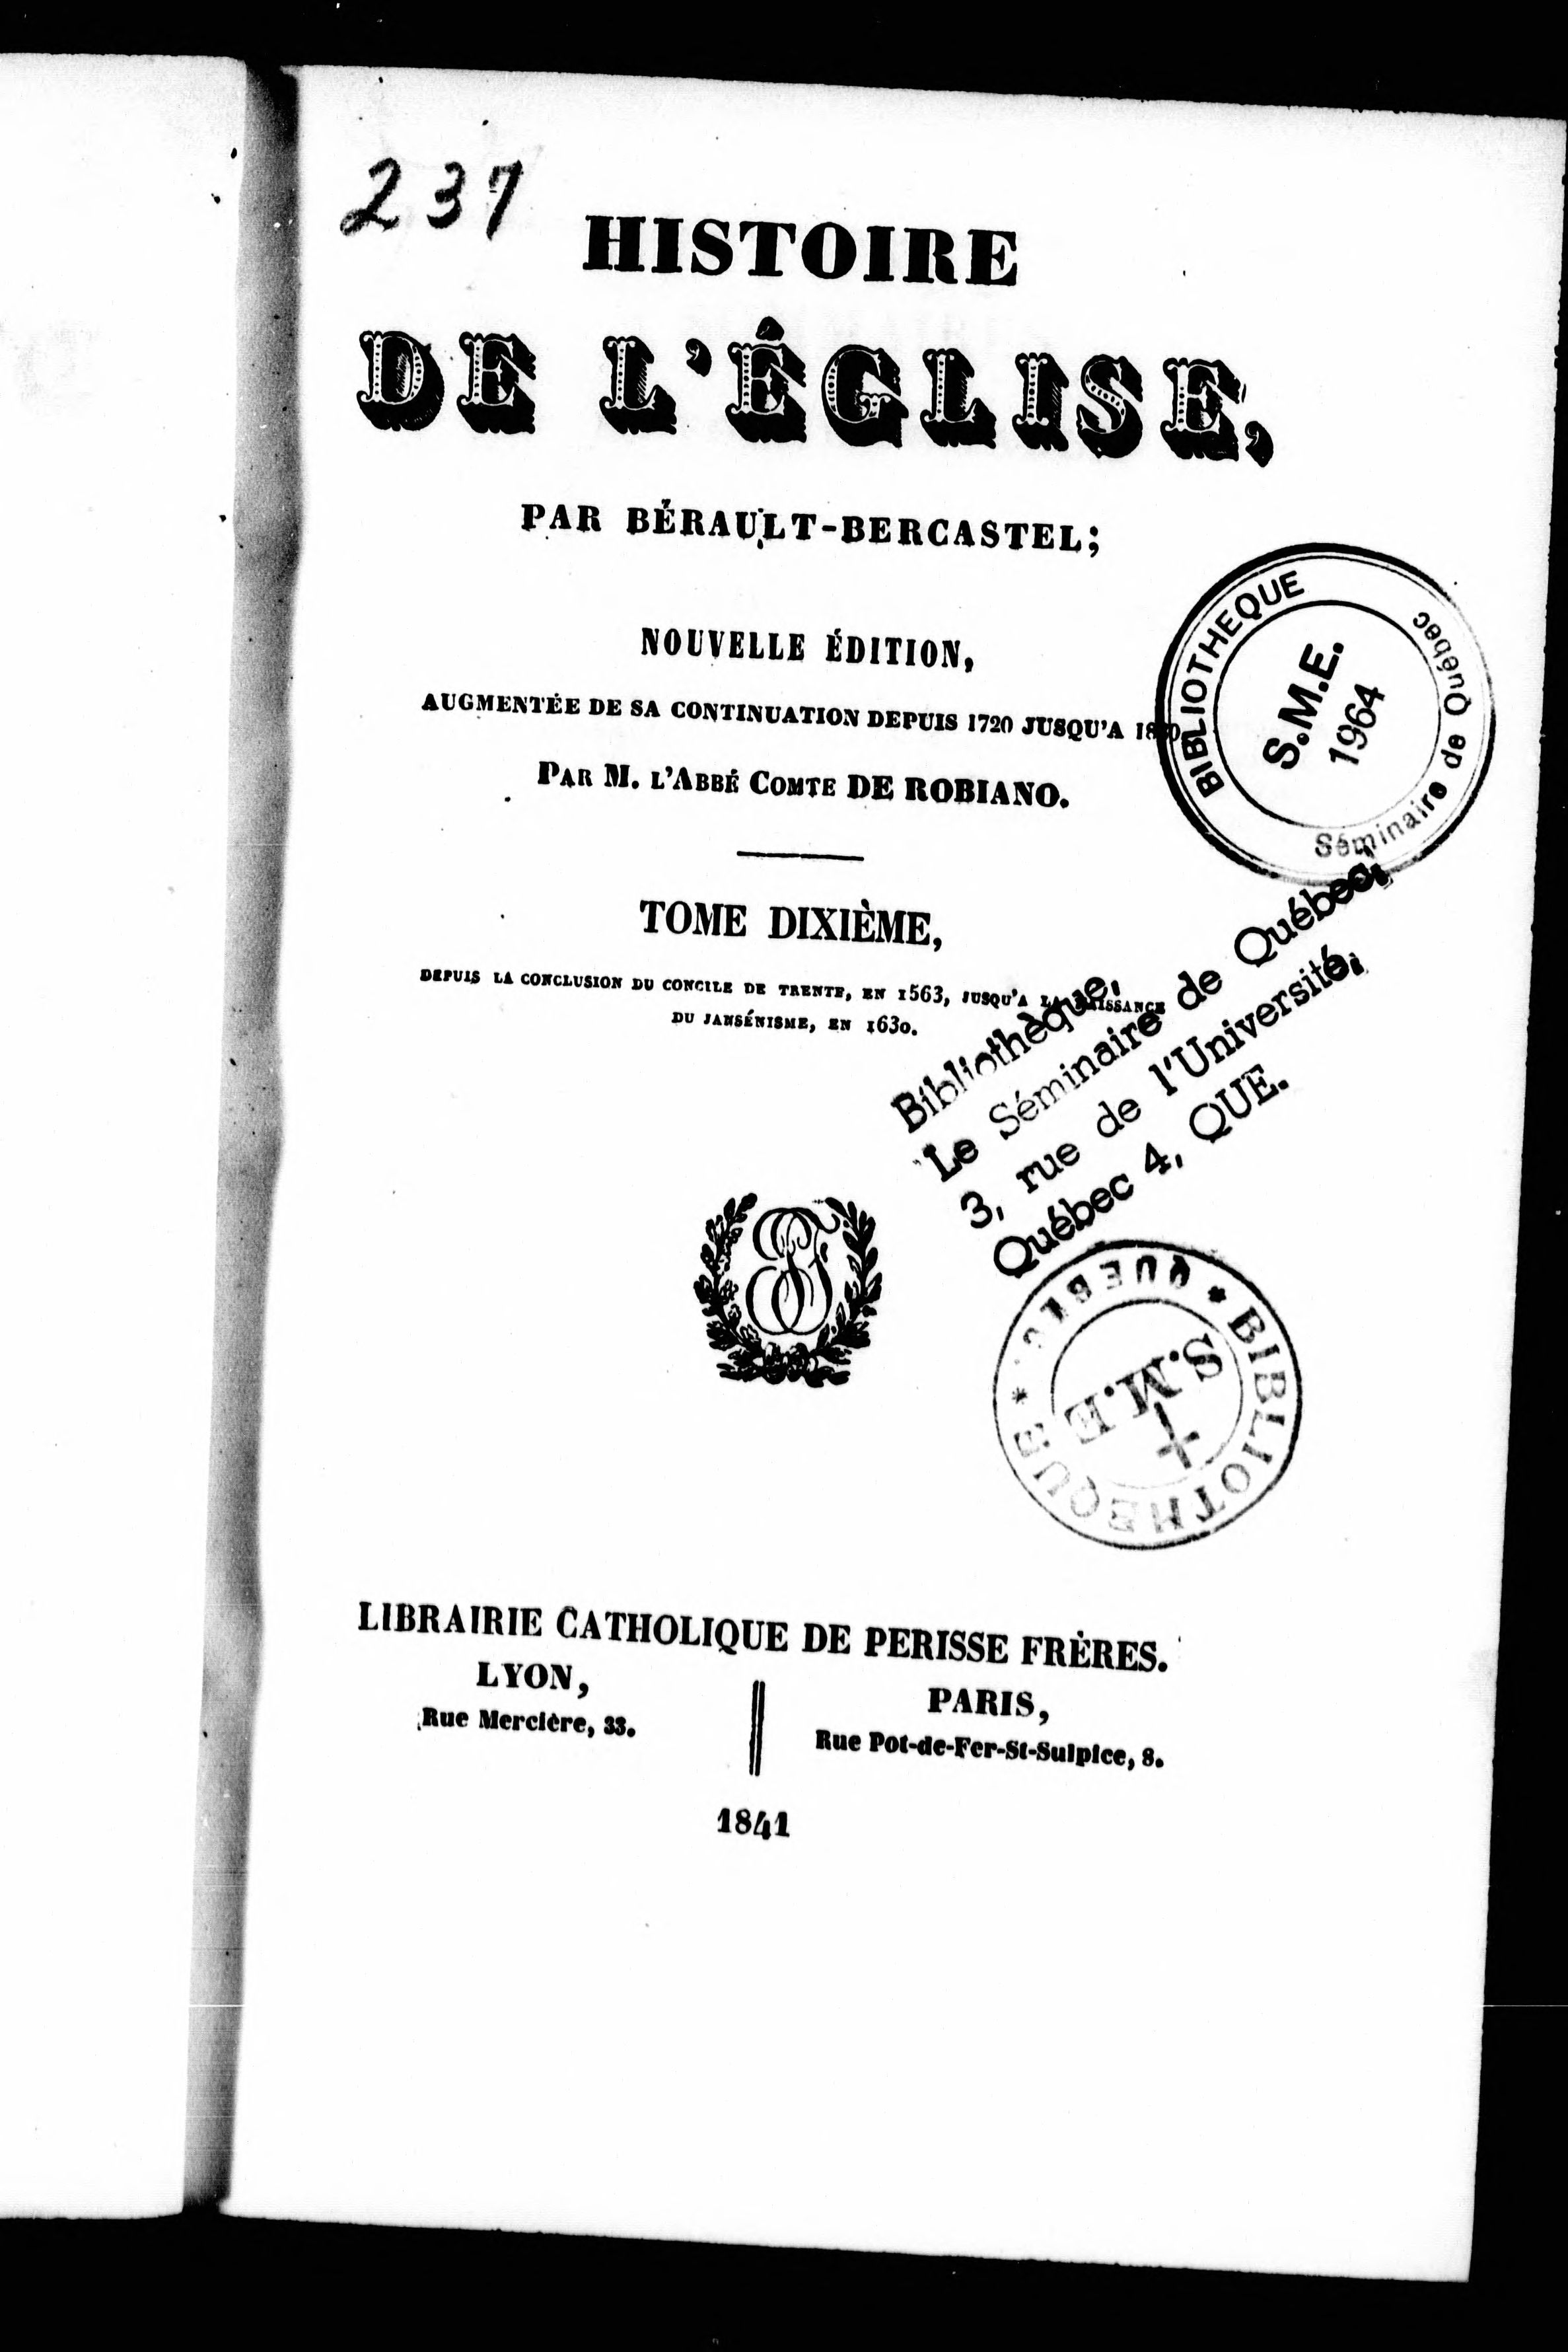 237
HISTOIRE
DE L'ÉGLISE,
PAR BÉRAULT-BERCASTEL;
NOUVELLE ÉDITION,
AUGMENTÉE DE SA CONTINUATION DEPUIS 1720 JUSQU'A
PAR M. L'ABBÉ COMTE DE ROBIANO.
BIBLIOTHEQUE
S.M.E.
1964
Séminaire de Québec
TOME DIXIÈME,
DEPUIS LA CONCLUSION DU CONCILE DE TRENTE, EN 1563, JUSQU'A LA NAISSANCE
DU JANSÉNISME, EN 1630.
Bibliothèque,
Le Séminaire de Québec,
3, rue de l'Université,
Québec 4, QUE.
* BIBLIOTHEQUE * QUEBEC
S.M.E
LIBRAIRIE CATHOLIQUE DE PERISSE FRÈRES.
LYON,
Rue Mercière, 33.
PARIS,
Rue Pot-de-Fer-St-Sulpice, 8.
1841